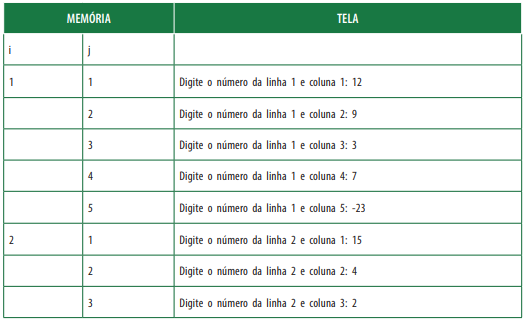 MEMÓRIA TELA
i j
1 1 Digite o número da linha 1 e coluna 1: 12
2 Digite o número da linha 1 e coluna 2: 9
3 Digite o número da linha 1 e coluna 3: 3
4 Digite o número da linha 1 e coluna 4: 7
5 Digite o número da linha 1 e coluna 5: -23
2 1 Digite o número da linha 2 e coluna 1: 15
2 Digite o número da linha 2 e coluna 2: 4
3 Digite o número da linha 2 e coluna 3: 2